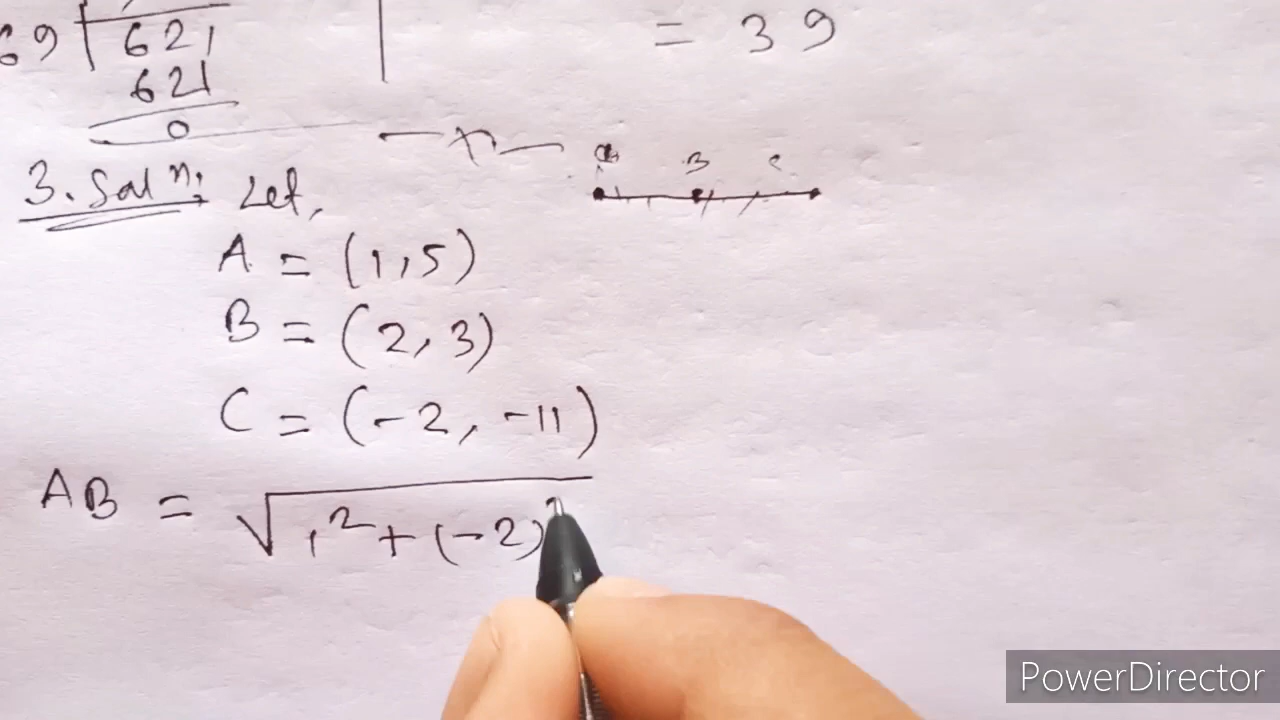 69 621 = 39
621
0
x
3. Solⁿ: Let, B C
A = (1,5)
B = (2,3)
C = (-2, -11)
AB = √1² + (-2)²
PowerDirector